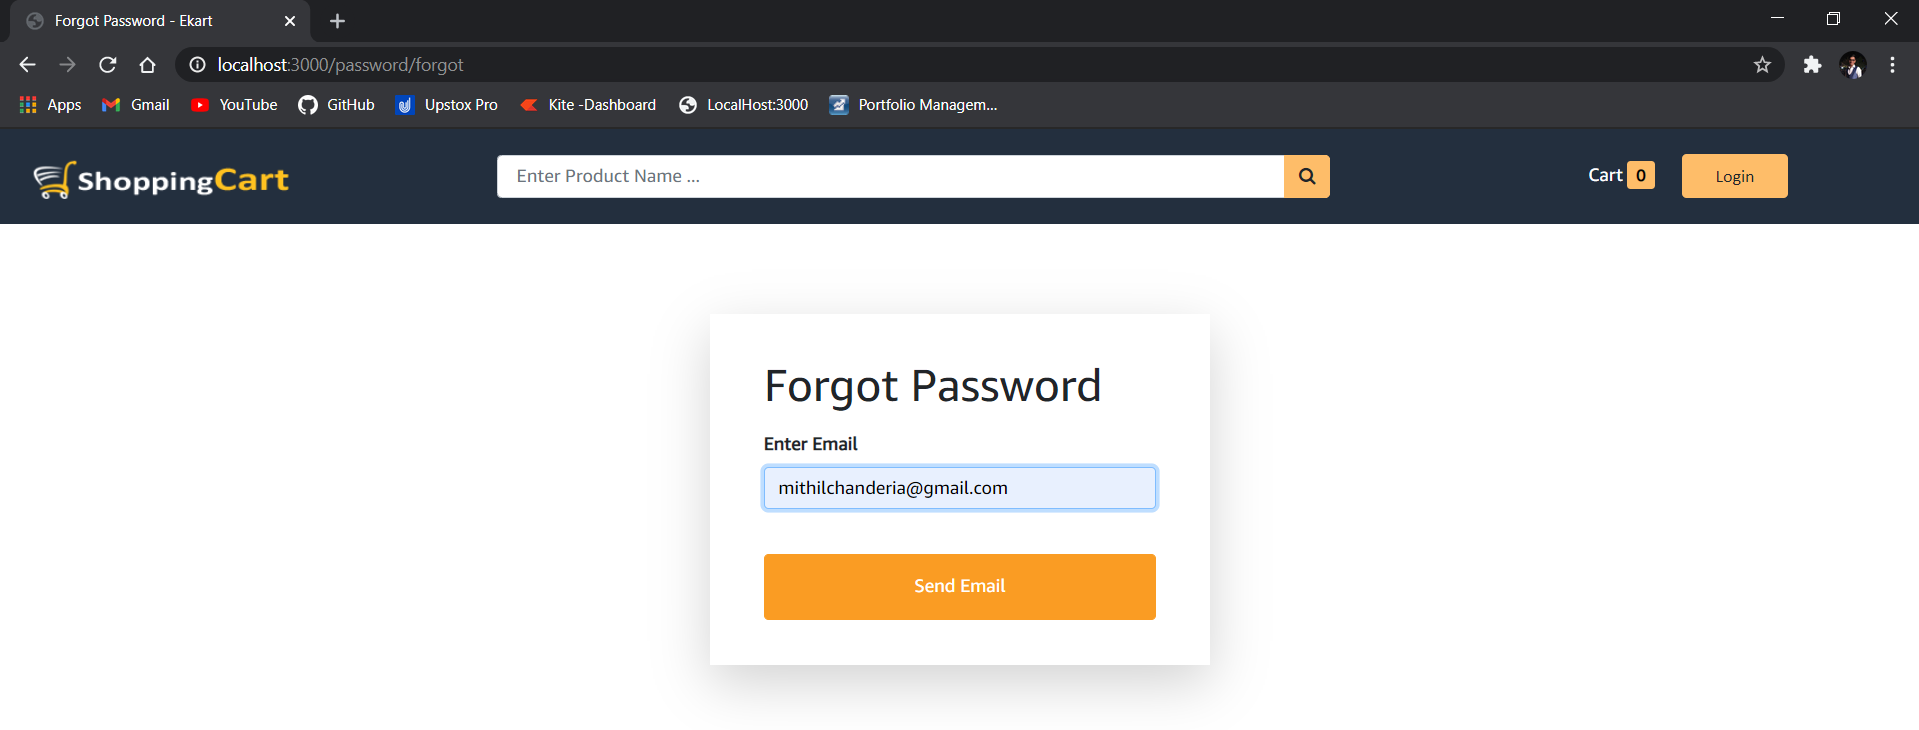 Forgot Password - Ekart
localhost:3000/password/forgot
Apps Gmail YouTube GitHub Upstox Pro Kite -Dashboard LocalHost:3000 Portfolio Managem...
ShoppingCart Enter Product Name ... Cart 0 Login
Forgot Password
Enter Email
mithilchanderia@gmail.com
Send Email